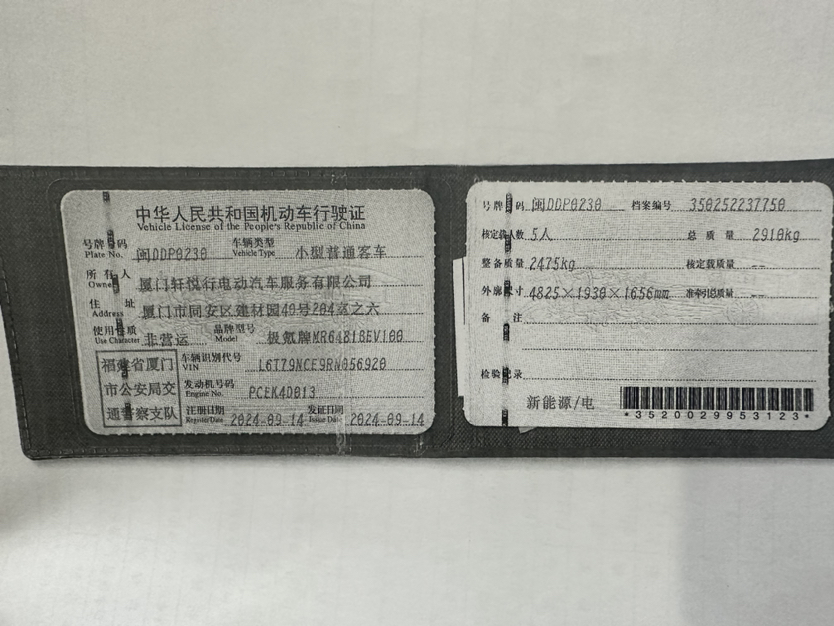 中华人民共和国机动车行驶证
Vehicle License of the People's Republic of China
号牌号码 Plate No. 闽DDP0230 车辆类型 Vehicle Type 小型普通客车
所有人 Owner 厦门轩悦行电动汽车服务有限公司
住址 Address 厦门市同安区建材园40号204室之六
使用性质 Use Character 非营运 品牌型号 Model 极氪牌MR6481BEV100
福建省厦门市公安局交通警察支队
车辆识别代号 VIN L6T79NCE9RN056920
发动机号码 Engine No. PCEK4D013
注册日期 Register Date 2024-09-14 发证日期 Issue Date 2024-09-14
号牌号码 闽DDP0230 档案编号 350252237750
核定载人数 5人 总质量 2910kg
整备质量 2475kg 核定载质量 --
外廓尺寸 4825×1930×1656mm 准牵引总质量 --
备注
检验记录
新能源/电
*3520029953123*